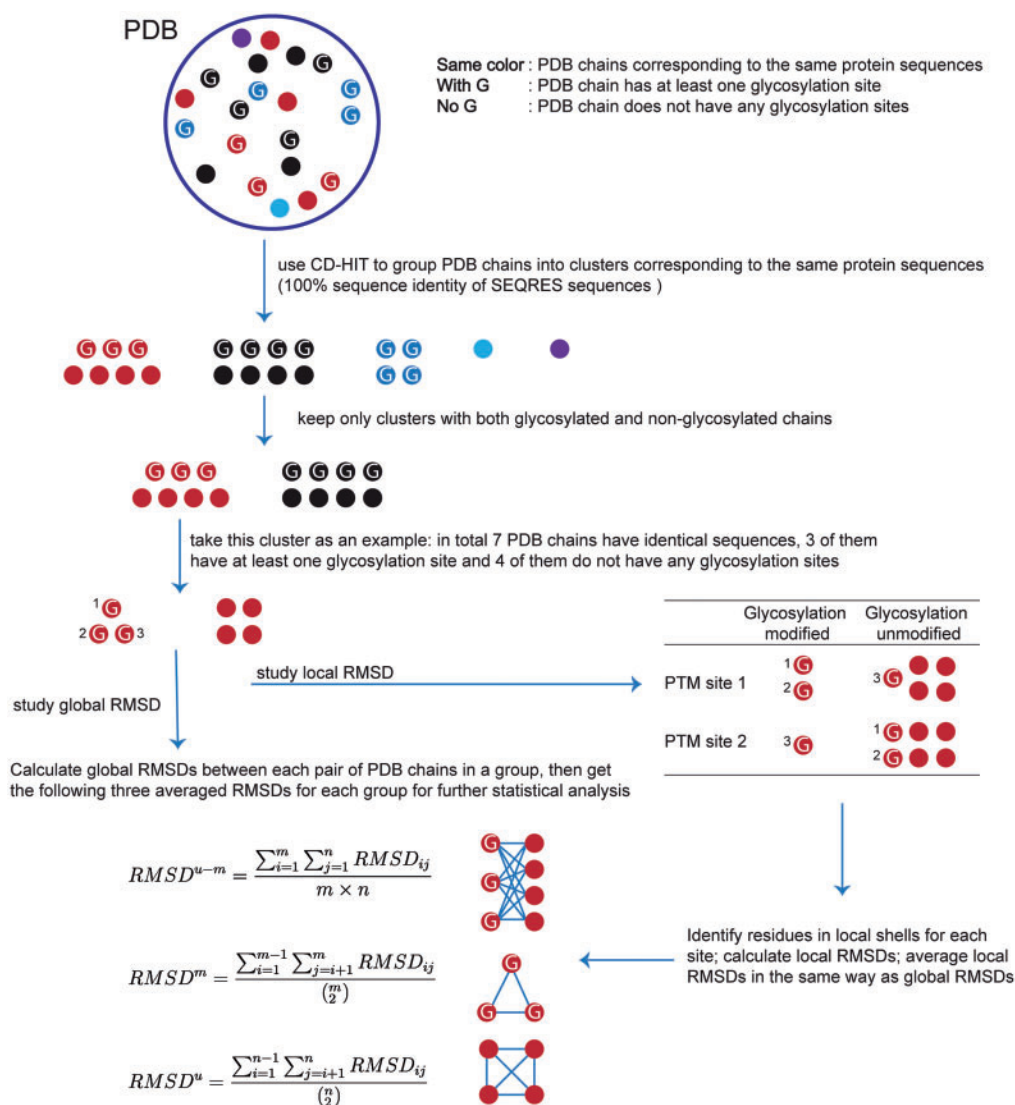 PDB
Same color : PDB chains corresponding to the same protein sequences
With G : PDB chain has at least one glycosylation site
No G : PDB chain does not have any glycosylation sites
G G
G G
G G
G G
G
G G
use CD-HIT to group PDB chains into clusters corresponding to the same protein sequences
(100% sequence identity of SEQRES sequences )
G G G G G G G G G
G G
keep only clusters with both glycosylated and non-glycosylated chains
G G G G G G G
take this cluster as an example: in total 7 PDB chains have identical sequences, 3 of them
have at least one glycosylation site and 4 of them do not have any glycosylation sites
1 G
2 G G 3
study local RMSD
study global RMSD
Glycosylation modified
Glycosylation unmodified
PTM site 1
1 G
2 G
3 G
PTM site 2
3 G
1 G
2 G
Calculate global RMSDs between each pair of PDB chains in a group, then get
the following three averaged RMSDs for each group for further statistical analysis
$RMSD^{u-m} = \frac{\sum_{i=1}^{m} \sum_{j=1}^{n} RMSD_{ij}}{m \times n}$
G
G
G
$RMSD^{m} = \frac{\sum_{i=1}^{m-1} \sum_{j=i+1}^{m} RMSD_{ij}}{\binom{m}{2}}$
G
G G
$RMSD^{u} = \frac{\sum_{i=1}^{n-1} \sum_{j=i+1}^{n} RMSD_{ij}}{\binom{n}{2}}$
Identify residues in local shells for each
site; calculate local RMSDs; average local
RMSDs in the same way as global RMSDs